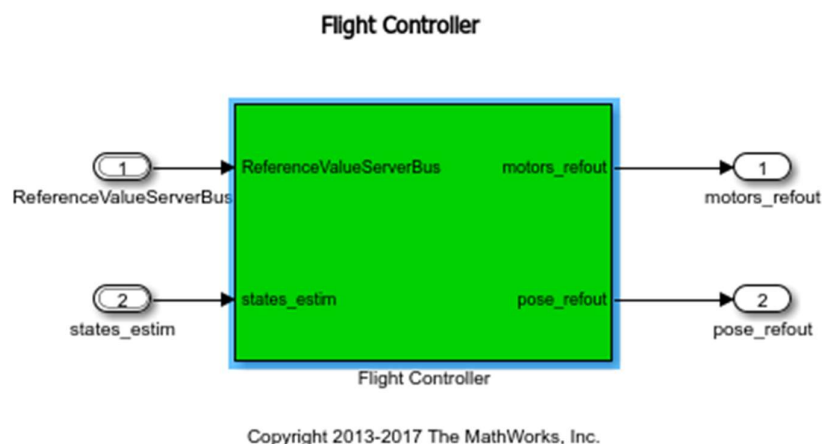 Flight Controller
1
ReferenceValueServerBus
ReferenceValueServerBus
motors_refout
1
motors_refout
2
states_estim
states_estim
pose_refout
2
pose_refout
Flight Controller
Copyright 2013-2017 The MathWorks, Inc.